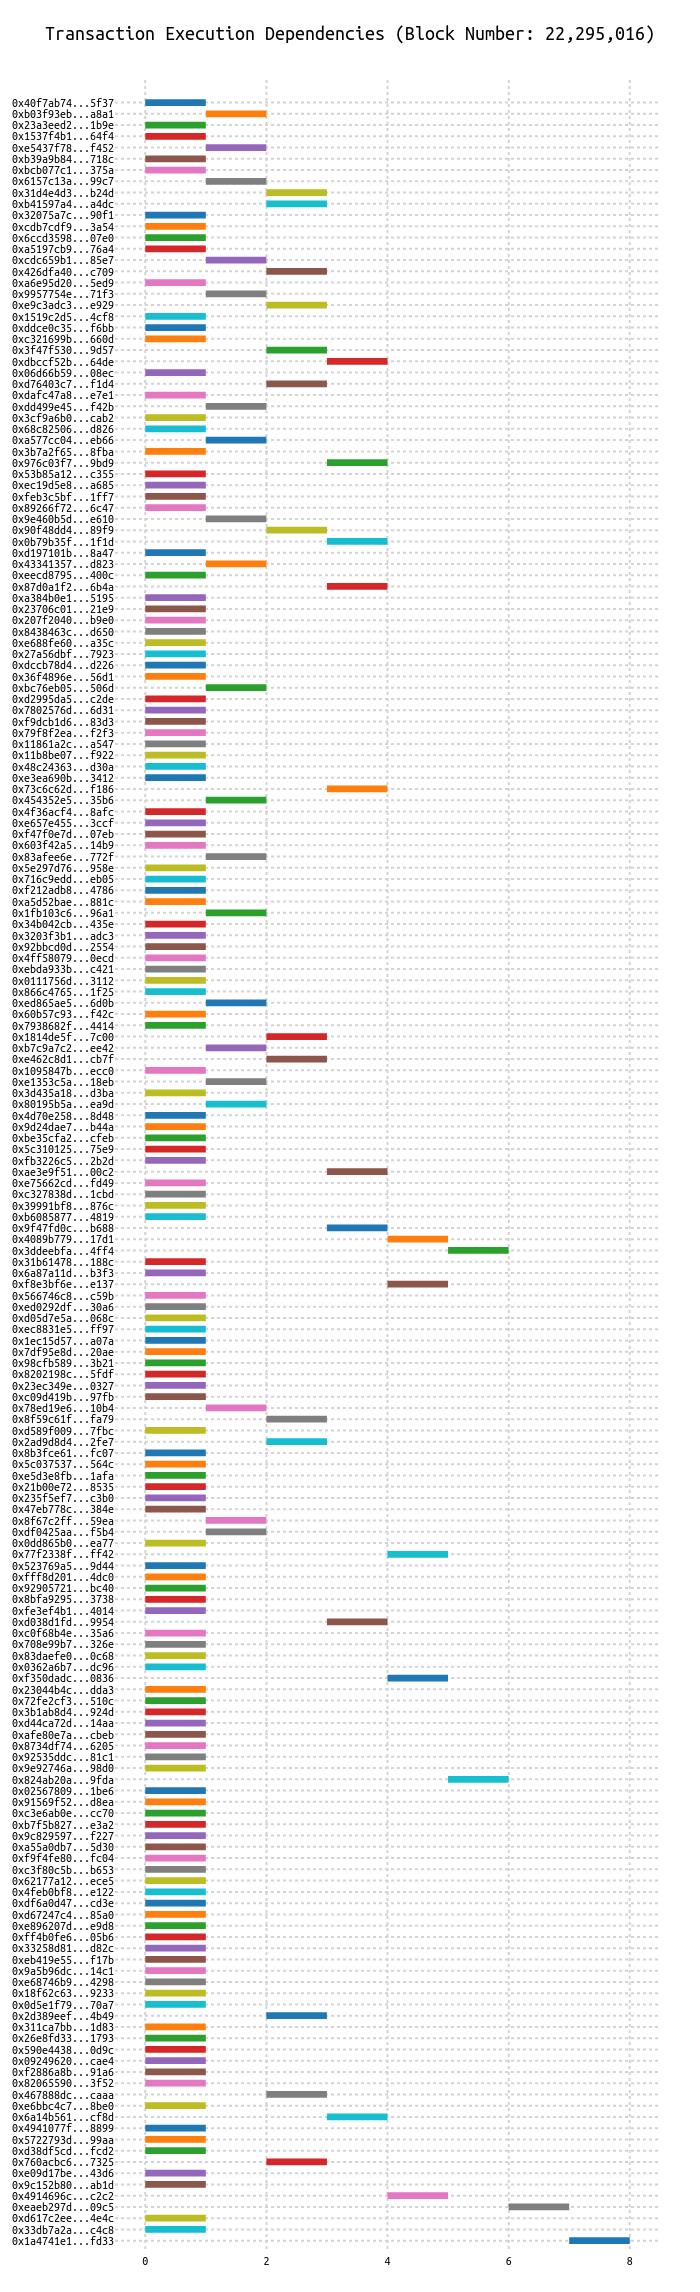 Transaction Execution Dependencies (Block Number: 22,295,016)
0x40f7ab74...5f37
0xb03f93eb...a8a1
0x23a3eed2...1b9e
0x1537f4b1...64f4
0xe5437f78...f452
0xb39a9b84...718c
0xbcb077c1...375a
0x6157c13a...99c7
0x31d4e4d3...b24d
0xb41597a4...a4dc
0x32075a7c...90f1
0xcdb7cdf9...3a54
0x6ccd3598...07e0
0xa5197cb9...76a4
0xcdc659b1...85e7
0x426dfa40...c709
0xa6e95d20...5ed9
0x9957754e...71f3
0xe9c3adc3...e929
0x1519c2d5...4cf8
0xddce0c35...f6bb
0xc321699b...660d
0x3f47f530...9d57
0xdbccf52b...64de
0x06d66b59...08ec
0xd76403c7...f1d4
0xdafc47a8...e7e1
0xdd499e45...f42b
0x3cf9a6b0...cab2
0x68c82506...d826
0xa577cc04...eb66
0x3b7a2f65...8fba
0x976c03f7...9bd9
0x53b85a12...c355
0xec19d5e8...a685
0xfeb3c5bf...1ff7
0x89266f72...6c47
0x9e460b5d...e610
0x90f48dd4...89f9
0x0b79b35f...1f1d
0xd197101b...8a47
0x43341357...d823
0xeecd8795...400c
0x87d0a1f2...6b4a
0xa384b0e1...5195
0x23706c01...21e9
0x207f2040...b9e0
0x8438463c...d650
0xe688fe60...a35c
0x27a56dbf...7923
0xdccb78d4...d226
0x36f4896e...56d1
0xbc76eb05...506d
0xd2995da5...c2de
0x7802576d...6d31
0xf9dcb1d6...83d3
0x79f8f2ea...f2f3
0x11861a2c...a547
0x11b8be07...f922
0x48c24363...d30a
0xe3ea690b...3412
0x73c6c62d...f186
0x454352e5...35b6
0x4f36acf4...8afc
0xe657e455...3ccf
0xf47f0e7d...07eb
0x603f42a5...14b9
0x83afee6e...772f
0x5e297d76...958e
0x716c9edd...eb05
0xf212adb8...4786
0xa5d52bae...881c
0x1fb103c6...96a1
0x34b042cb...435e
0x3203f3b1...adc3
0x92bbcd0d...2554
0x4ff58079...0ecd
0xebda933b...c421
0x0111756d...3112
0x866c4765...1f25
0xed865ae5...6d0b
0x60b57c93...f42c
0x7938682f...4414
0x1814de5f...7c00
0xb7c9a7c2...ee42
0xe462c8d1...cb7f
0x1095847b...ecc0
0xe1353c5a...18eb
0x3d435a18...d3ba
0x80195b5a...ea9d
0x4d70e258...8d48
0x9d24dae7...b44a
0xbe35cfa2...cfeb
0x5c310125...75e9
0xfb3226c5...2b2d
0xae3e9f51...00c2
0xe75662cd...fd49
0xc327838d...1cbd
0x39991bf8...876c
0xb6085877...4819
0x9f47fd0c...b688
0x4089b779...17d1
0x3ddeebfa...4ff4
0x31b61478...188c
0x6a87a11d...b3f3
0xf8e3bf6e...e137
0x566746c8...c59b
0xed0292df...30a6
0xd05d7e5a...068c
0xec8831e5...ff97
0x1ec15d57...a07a
0x7df95e8d...20ae
0x98cfb589...3b21
0x8202198c...5fdf
0x23ec349e...0327
0xc09d419b...97fb
0x78ed19e6...10b4
0x8f59c61f...fa79
0xd589f009...7fbc
0x2ad9d8d4...2fe7
0x8b3fce61...fc07
0x5c037537...564c
0xe5d3e8fb...1afa
0x21b00e72...8535
0x235f5ef7...c3b0
0x47eb778c...384e
0x8f67c2ff...59ea
0xdf0425aa...f5b4
0x0dd865b0...ea77
0x77f2338f...ff42
0x523769a5...9d44
0xfff8d201...4dc0
0x92905721...bc40
0x8bfa9295...3738
0xfe3ef4b1...4014
0xd038d1fd...9954
0xc0f68b4e...35a6
0x708e99b7...326e
0x83daefe0...0c68
0x0362a6b7...dc96
0xf350dadc...0836
0x23044b4c...dda3
0x72fe2cf3...510c
0x3b1ab8d4...924d
0xd44ca72d...14aa
0xafe80e7a...cbeb
0x8734df74...6205
0x92535ddc...81c1
0x9e92746a...98d0
0x824ab20a...9fda
0x02567809...1be6
0x91569f52...d8ea
0xc3e6ab0e...cc70
0xb7f5b827...e3a2
0x9c829597...f227
0xa55a0db7...5d30
0xf9f4fe80...fc04
0xc3f80c5b...b653
0x62177a12...ece5
0x4feb0bf8...e122
0xdf6a0d47...cd3e
0xd67247c4...85a0
0xe896207d...e9d8
0xff4b0fe6...05b6
0x33258d81...d82c
0xeb419e55...f17b
0x9a5b96dc...14c1
0xe68746b9...4298
0x18f62c63...9233
0x0d5e1f79...70a7
0x2d389eef...4b49
0x311ca7bb...1d83
0x26e8fd33...1793
0x590e4438...0d9c
0x09249620...cae4
0xf2886a8b...91a6
0x82065590...3f52
0x467888dc...caaa
0xe6bbc4c7...8be0
0x6a14b561...cf8d
0x4941077f...8899
0x5722793d...99aa
0xd38df5cd...fcd2
0x760acbc6...7325
0xe09d17be...43d6
0x9c152b80...ab1d
0x4914696c...c2c2
0xeaeb297d...09c5
0xd617c2ee...4e4c
0x33db7a2a...c4c8
0x1a4741e1...fd33
0 2 4 6 8